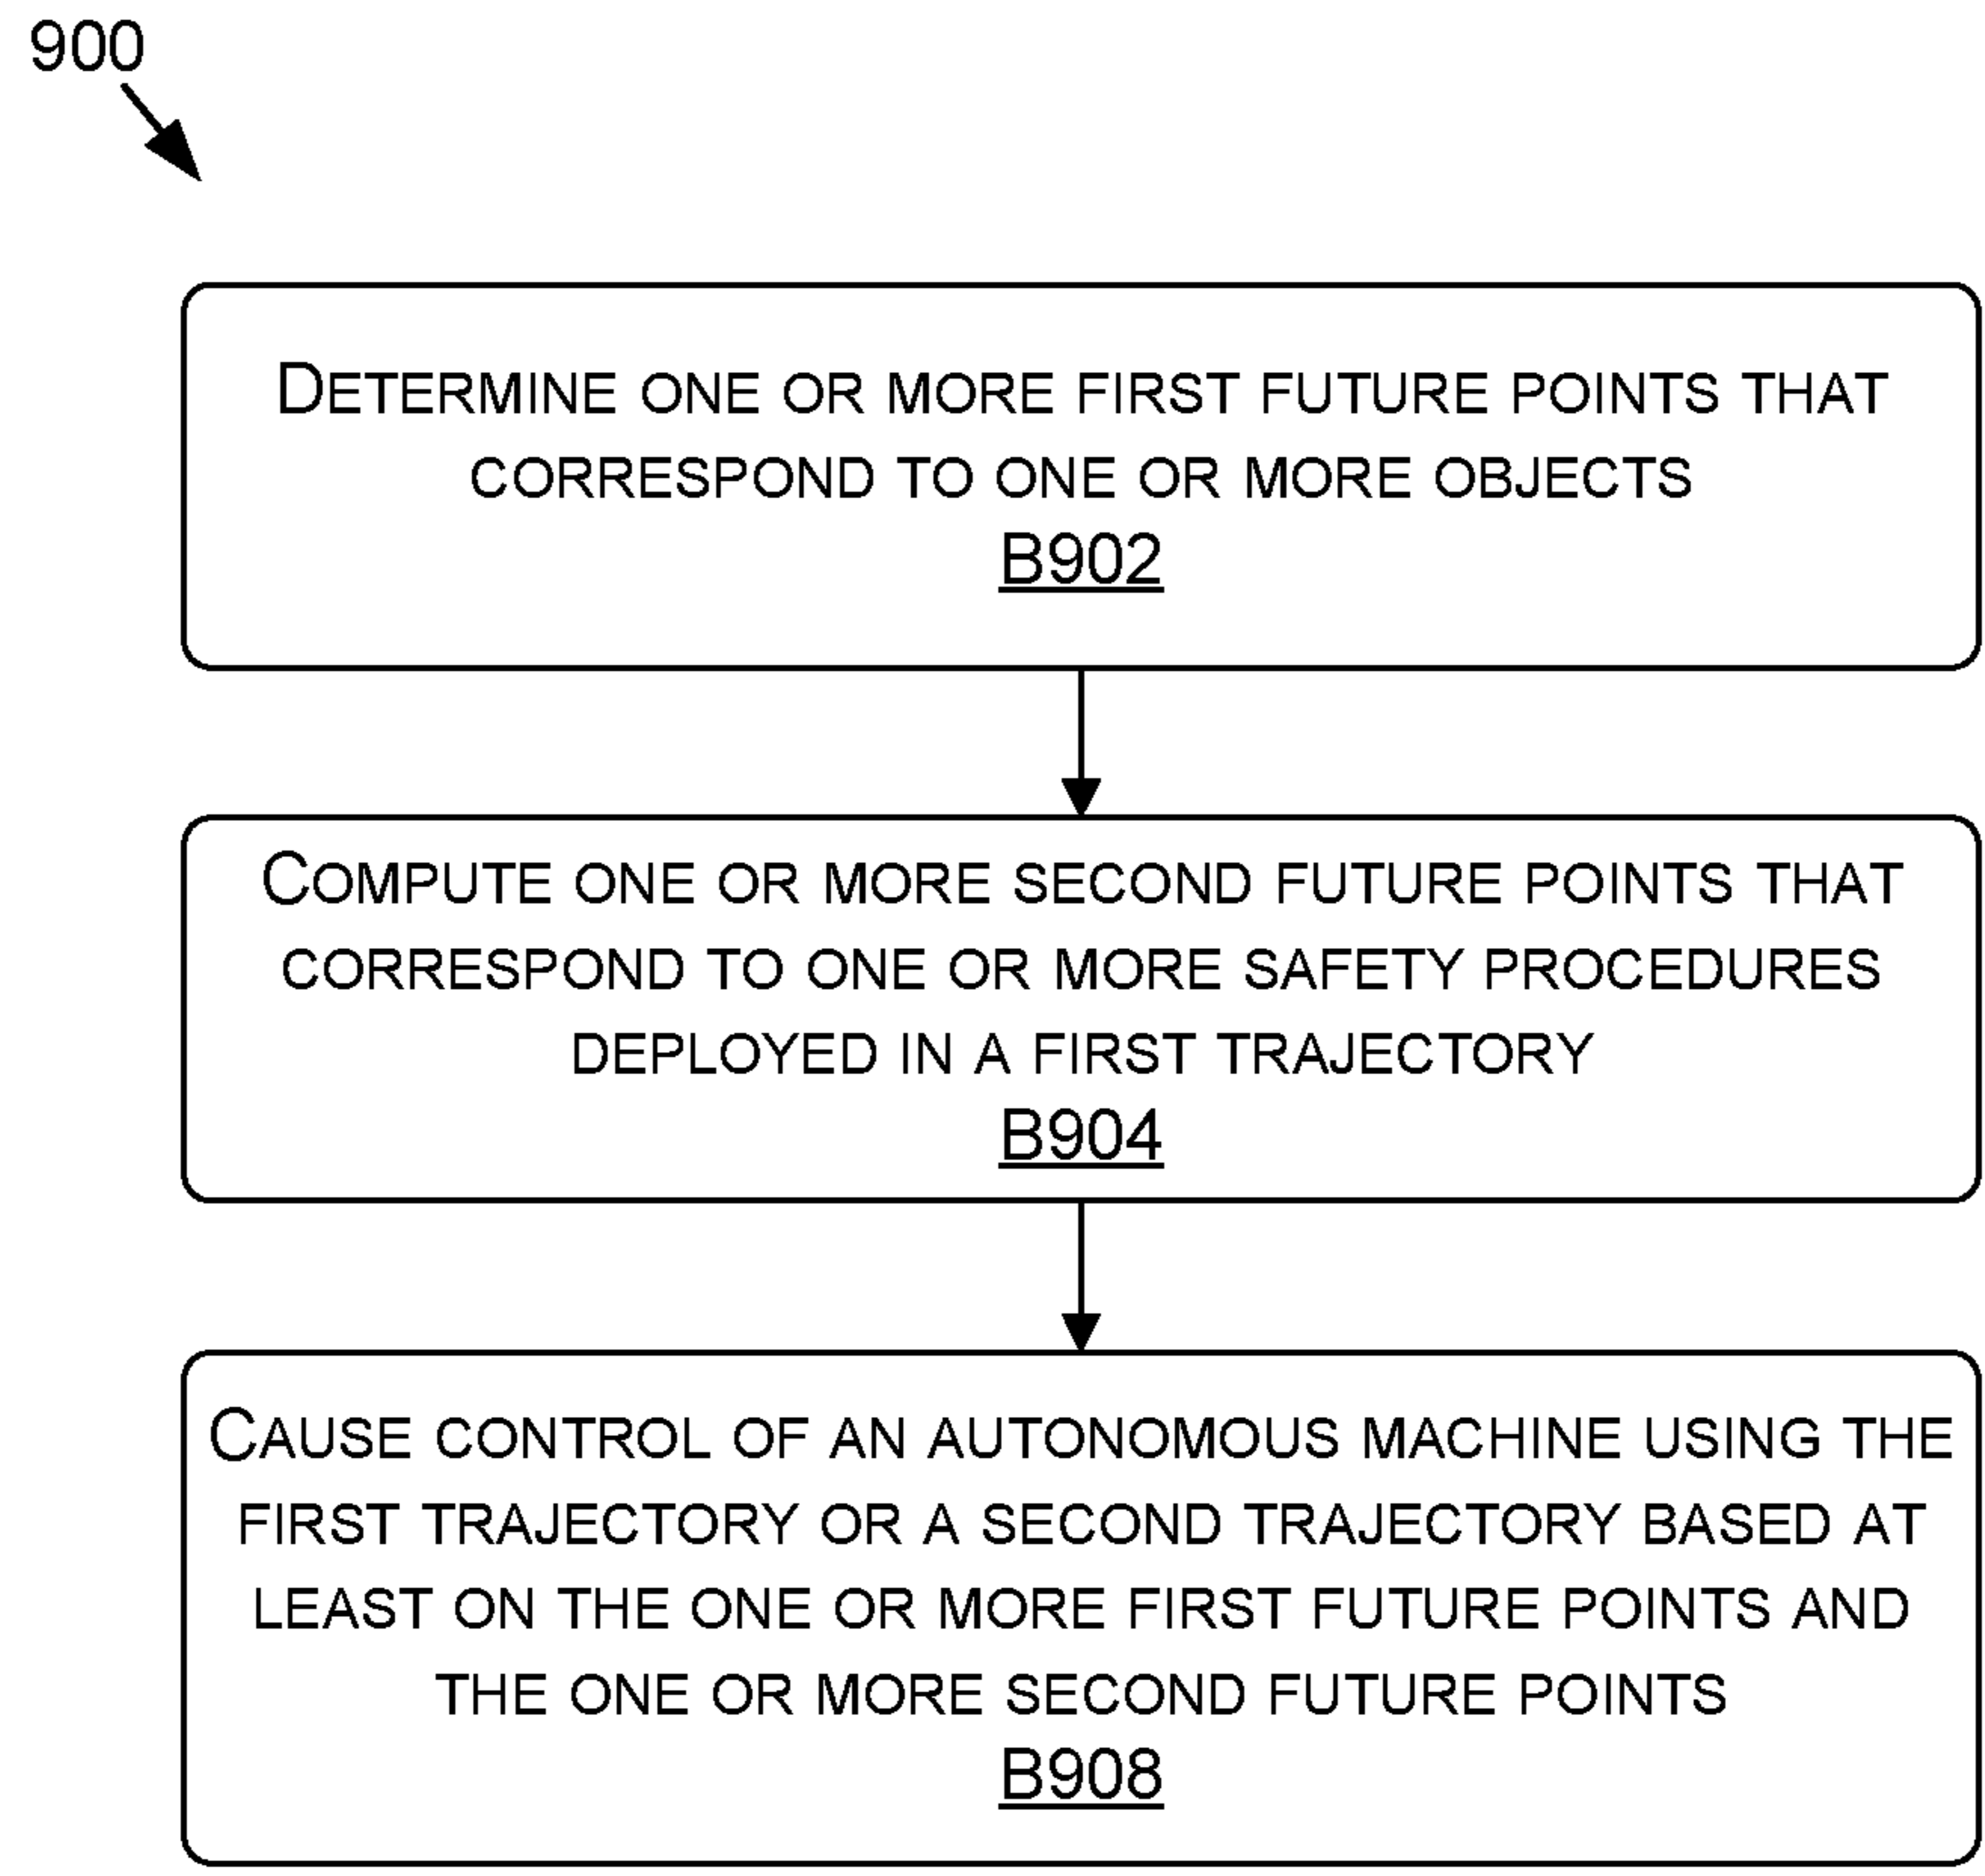 900
DETERMINE ONE OR MORE FIRST FUTURE POINTS THAT
CORRESPOND TO ONE OR MORE OBJECTS
B902
COMPUTE ONE OR MORE SECOND FUTURE POINTS THAT
CORRESPOND TO ONE OR MORE SAFETY PROCEDURES
DEPLOYED IN A FIRST TRAJECTORY
B904
CAUSE CONTROL OF AN AUTONOMOUS MACHINE USING THE
FIRST TRAJECTORY OR A SECOND TRAJECTORY BASED AT
LEAST ON THE ONE OR MORE FIRST FUTURE POINTS AND
THE ONE OR MORE SECOND FUTURE POINTS
B908